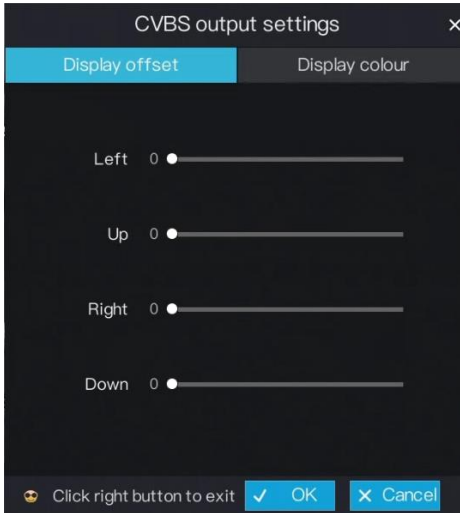 CVBS output settings
Display offset Display colour
Left 0
Up 0
Right 0
Down 0
Click right button to exit OK Cancel